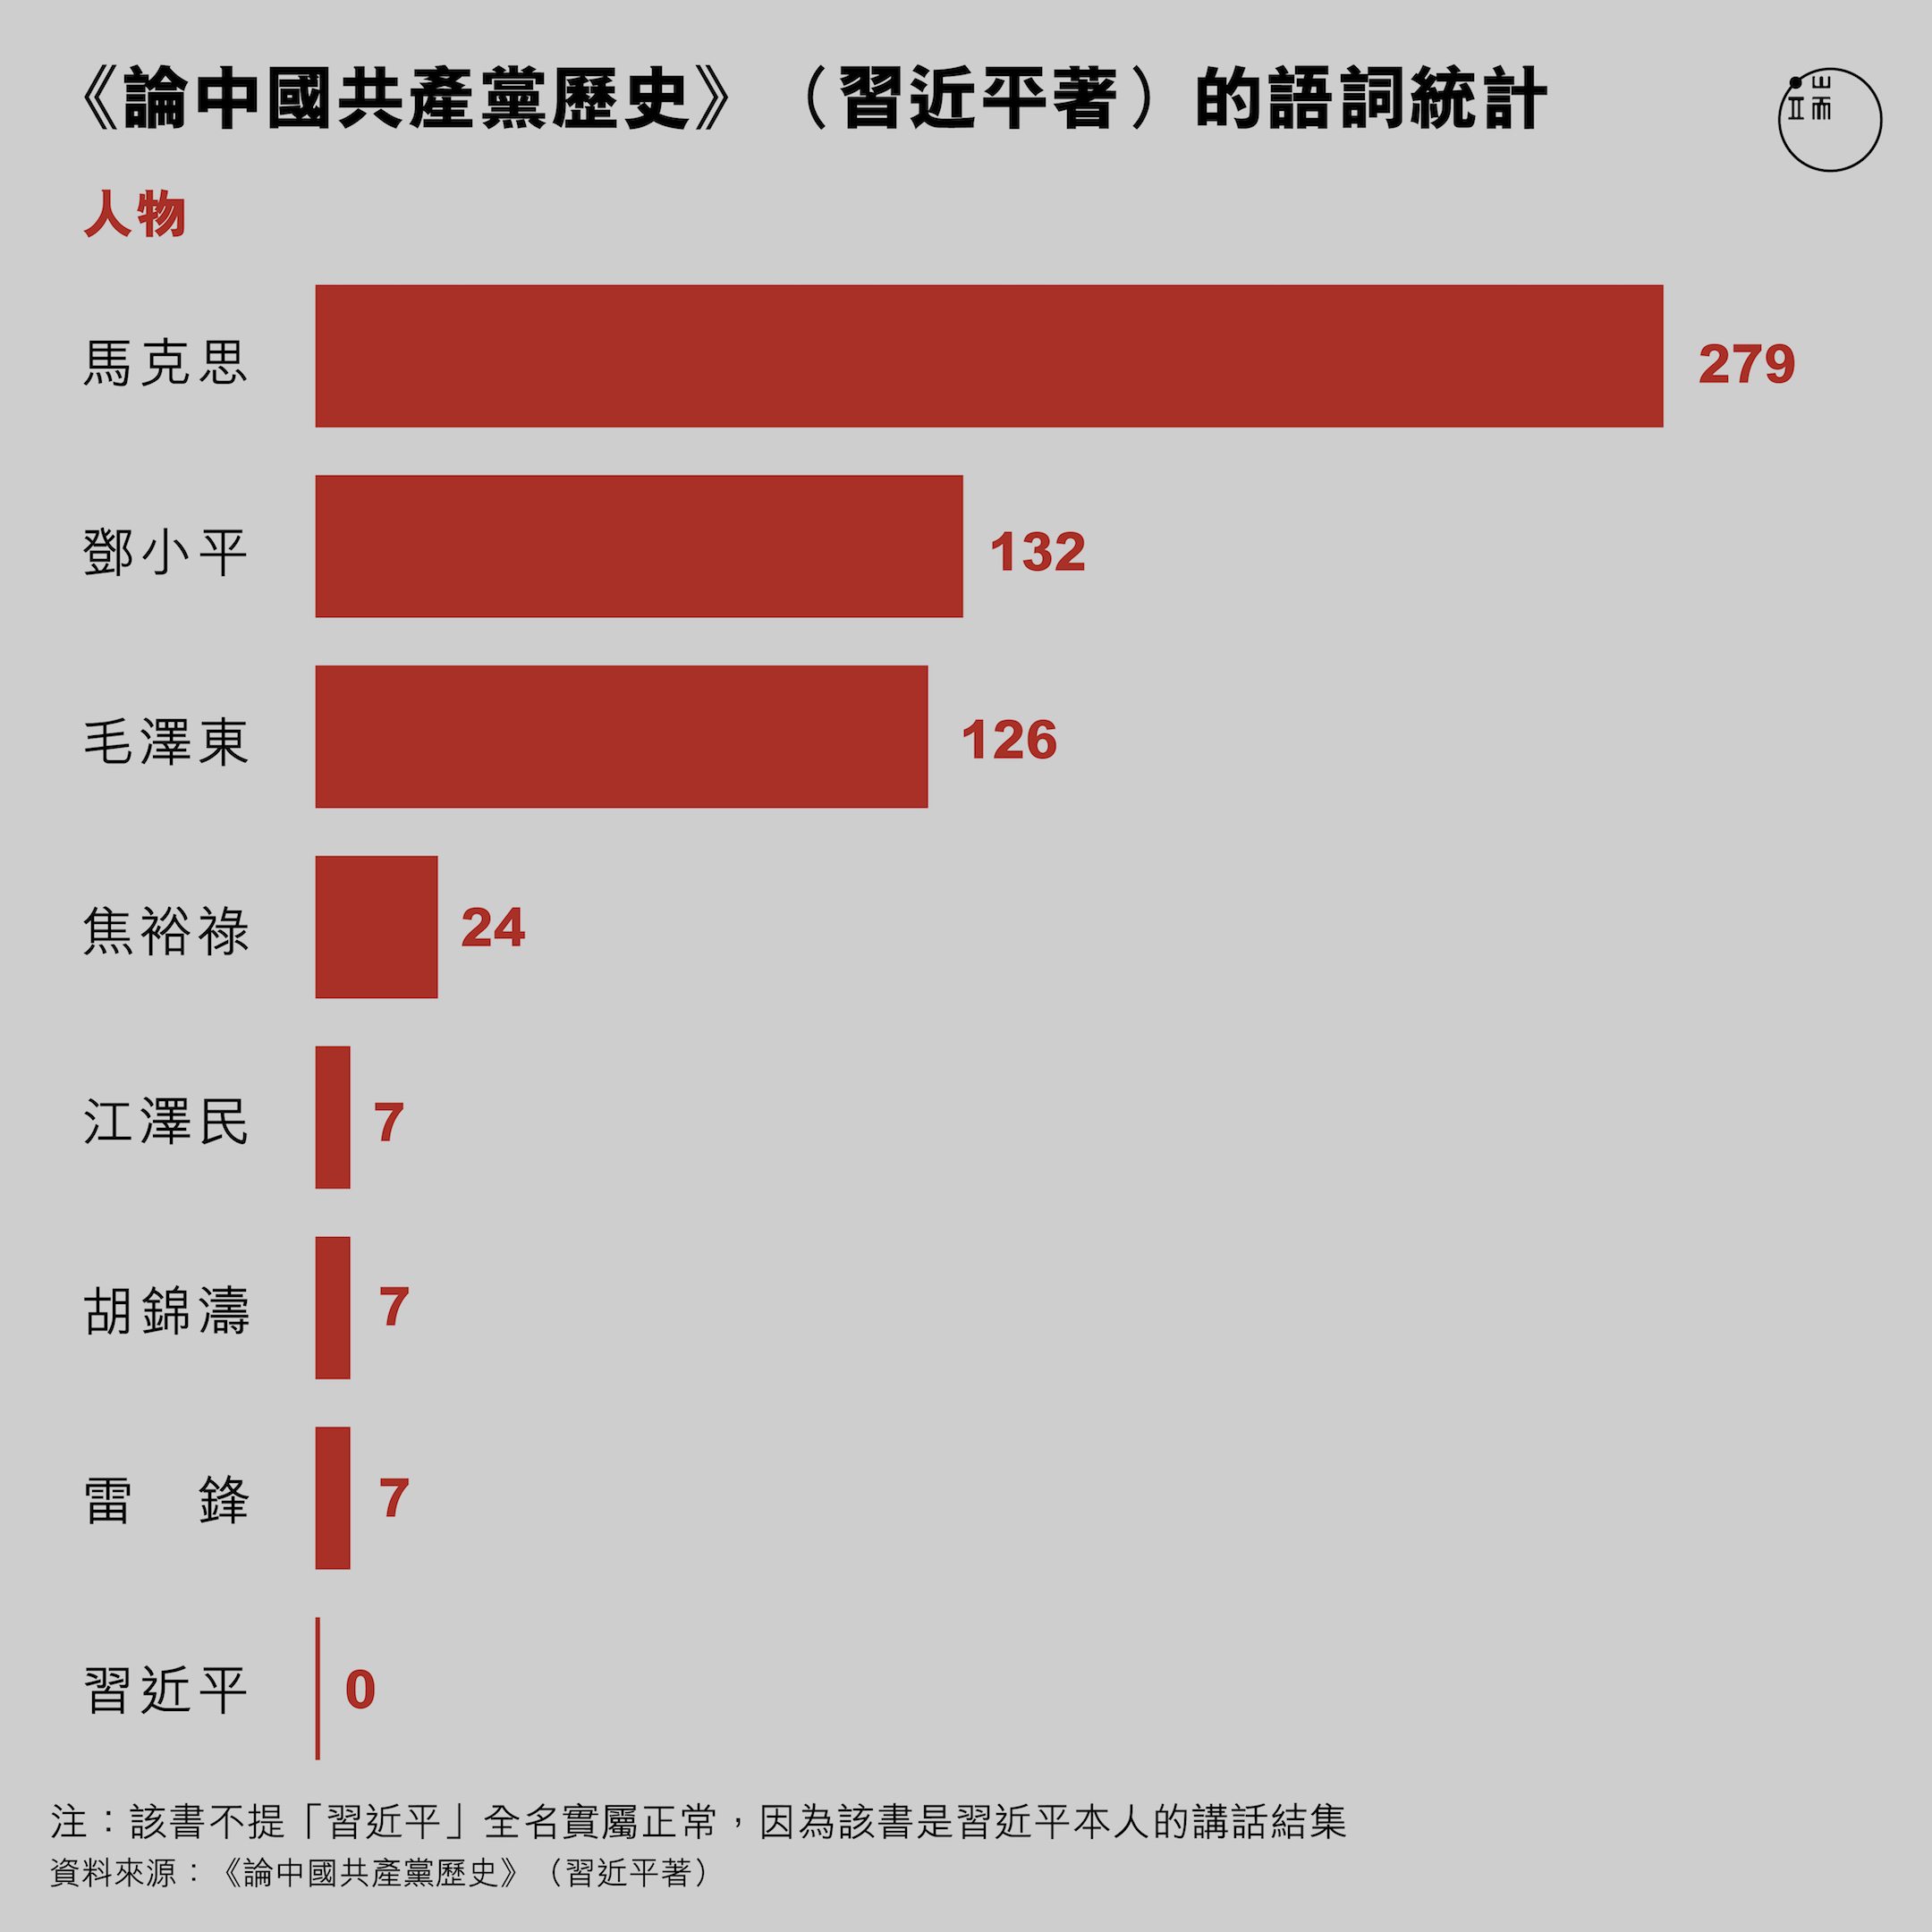 《論中國共產黨歷史》（習近平著）的語詞統計
端
人物
馬克思 279
鄧小平 132
毛澤東 126
焦裕祿 24
江澤民 7
胡錦濤 7
雷　鋒 7
習近平 0
注：該書不提「習近平」全名實屬正常，因為該書是習近平本人的講話結集
資料來源：《論中國共產黨歷史》（習近平著）